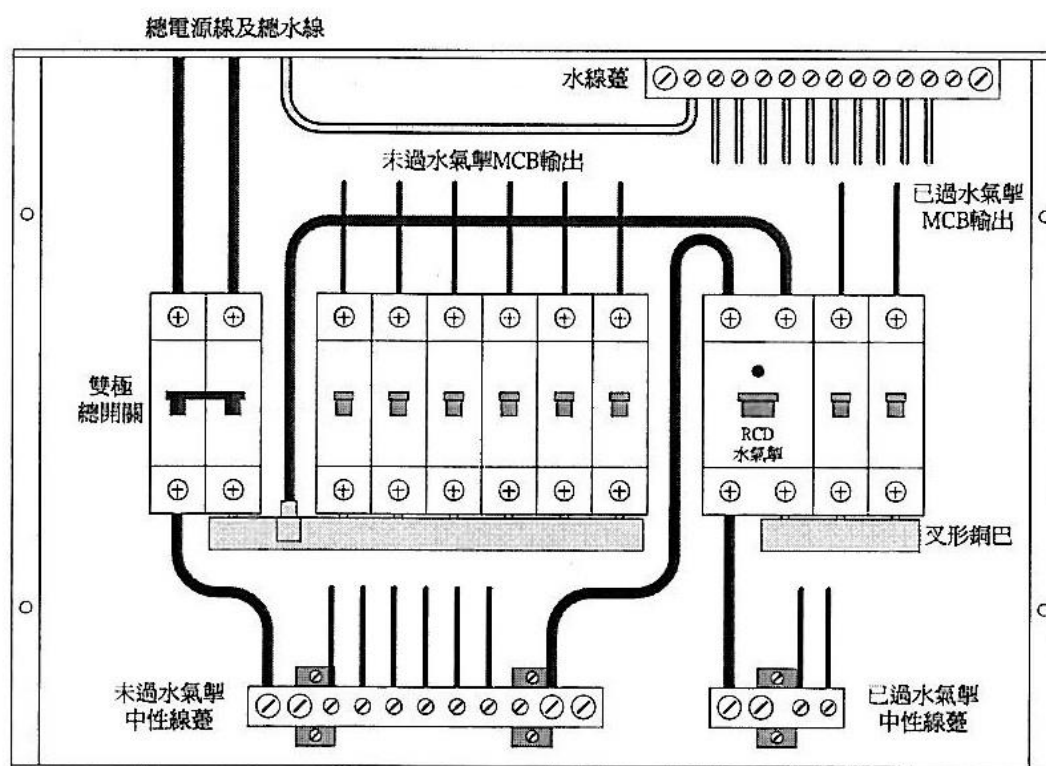 總電源線及總水線
水線躉
未過水氣掣MCB輸出
已過水氣掣
MCB輸出
雙極
總開關
RCD
水氣掣
叉形銅巴
未過水氣掣
中性線躉
已過水氣掣
中性線躉